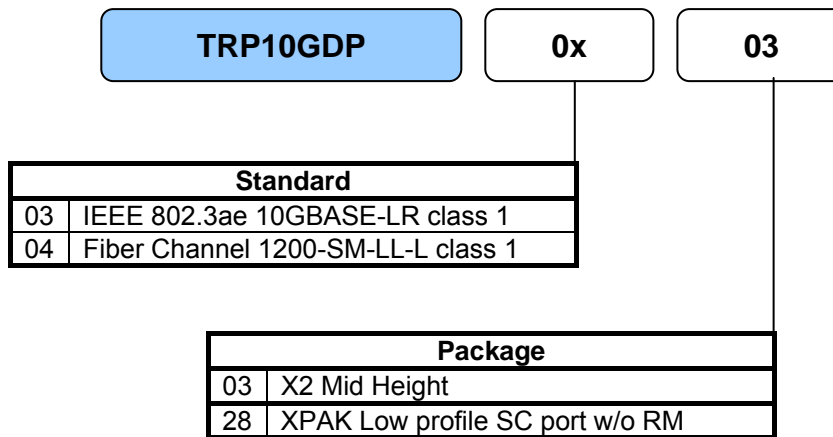 TRP10GDP 0x 03
Standard
03 IEEE 802.3ae 10GBASE-LR class 1
04 Fiber Channel 1200-SM-LL-L class 1
Package
03 X2 Mid Height
28 XPAK Low profile SC port w/o RM